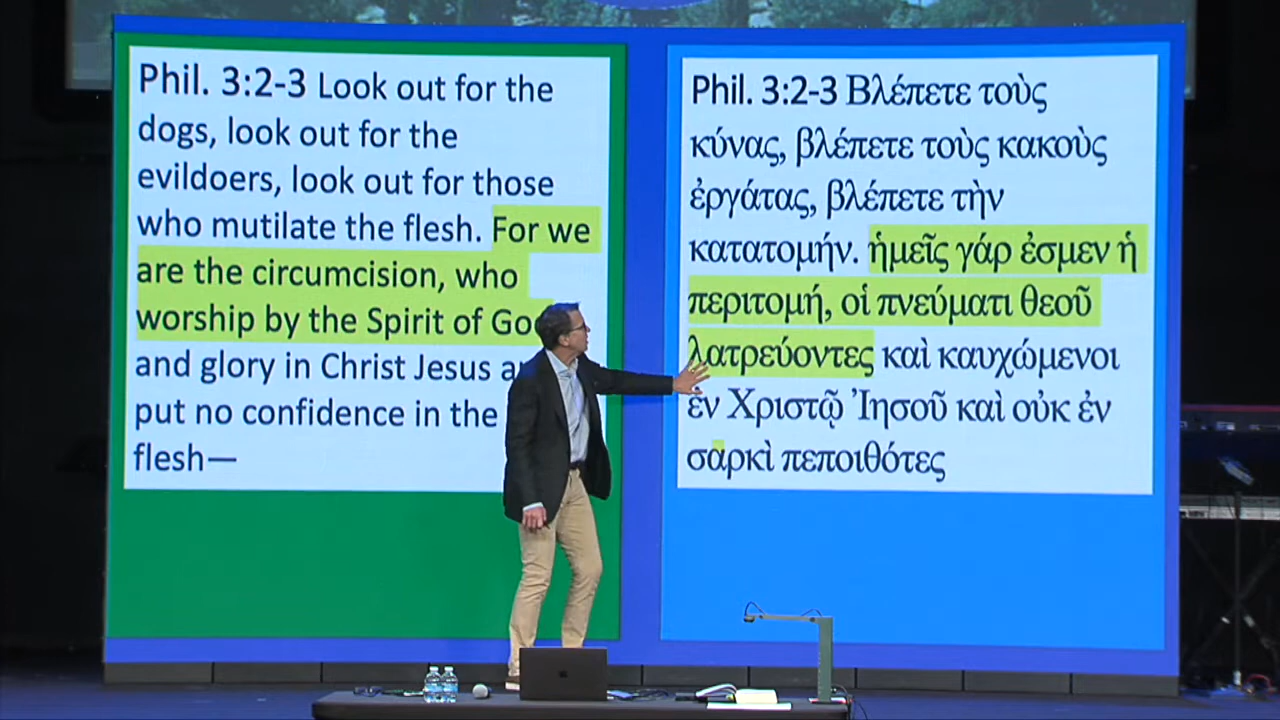 Phil. 3:2-3 Look out for the
dogs, look out for the
evildoers, look out for those
who mutilate the flesh. For we
are the circumcision, who
worship by the Spirit of
and glory in Christ Jesus
put no confidence in the
flesh—
Phil. 3:2-3 Βλέπετε τοὺς
κύνας, βλέπετε τοὺς κακοὺς
ἐργάτας, βλέπετε τὴν
κατατομήν. ἡμεῖς γάρ ἐσμεν ἡ
περιτομή, οἱ πνεύματι θεοῦ
λατρεύοντες καὶ καυχώμενοι
ἐν Χριστῷ Ἰησοῦ καὶ οὐκ ἐν
σαρκὶ πεποιθότες